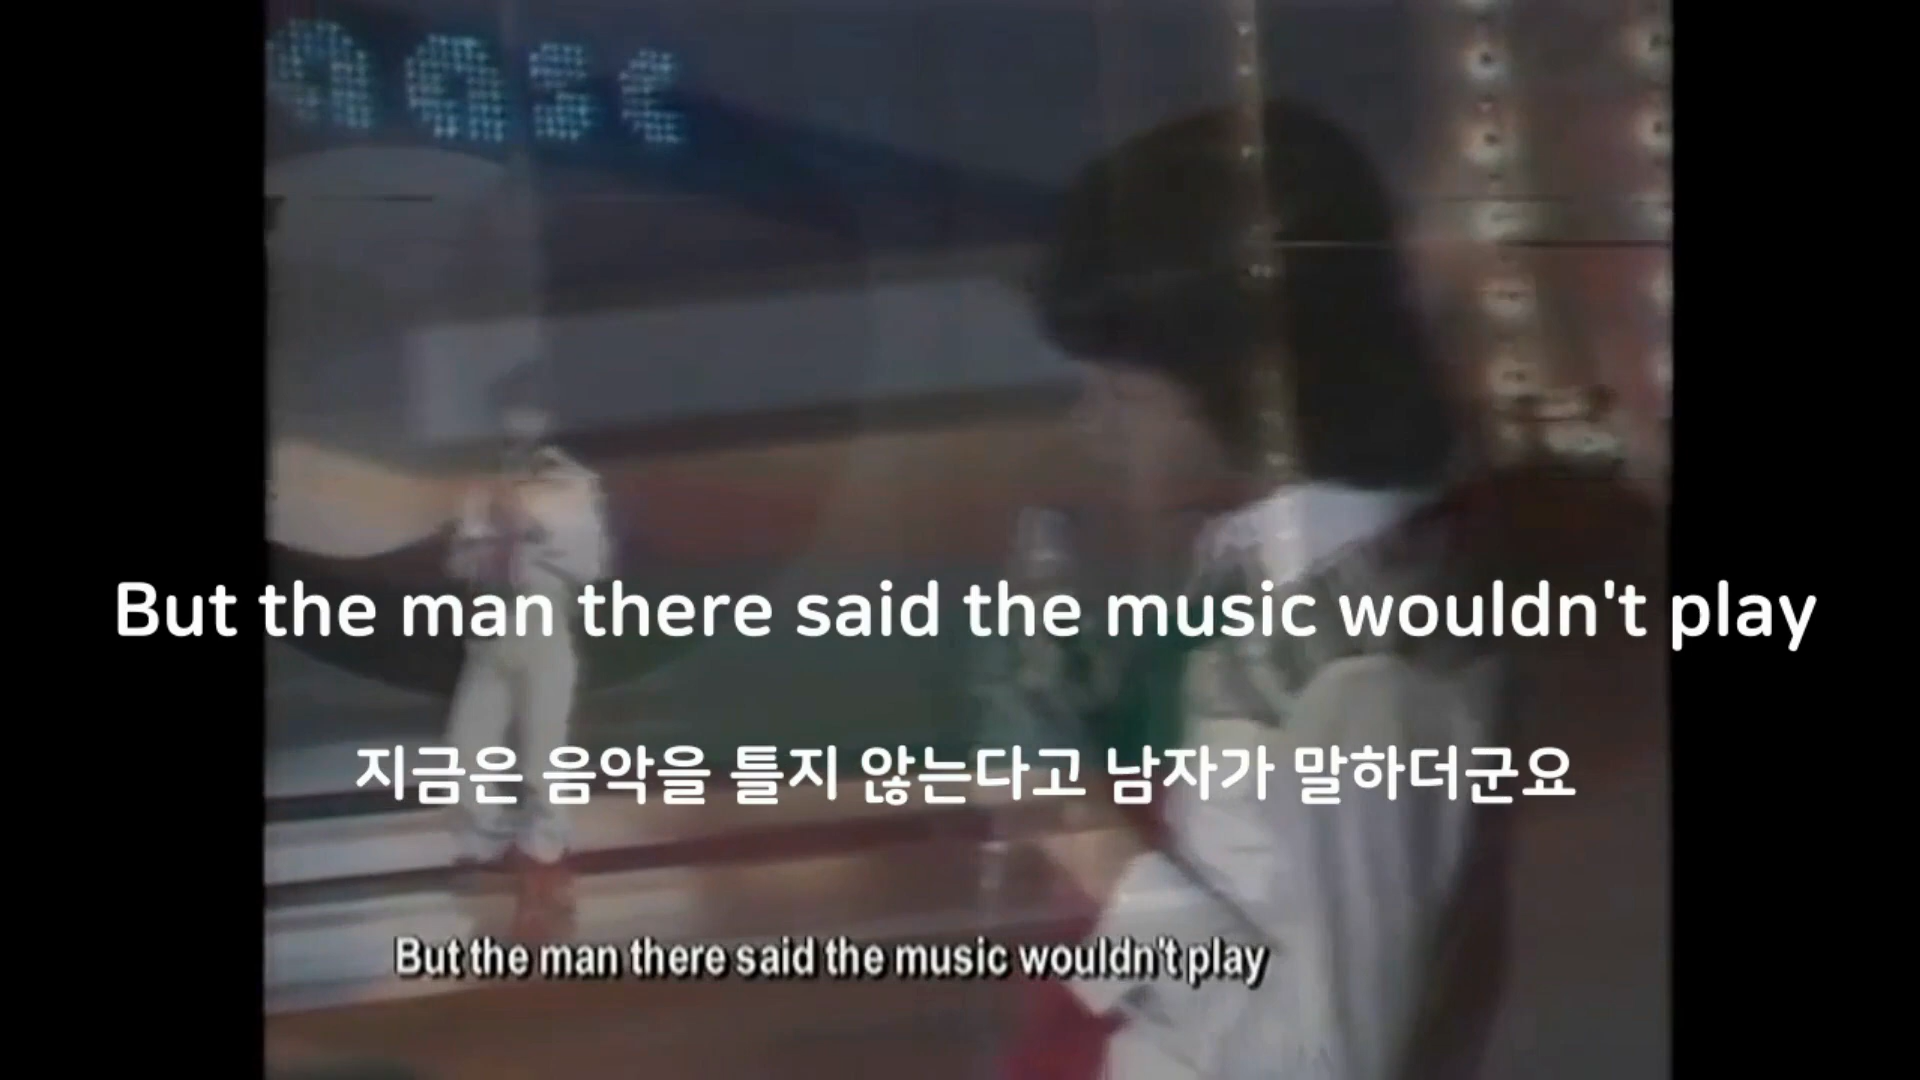 But the man there said the music wouldn't play
지금은 음악을 틀지 않는다고 남자가 말하더군요
But the man there said the music wouldn't play